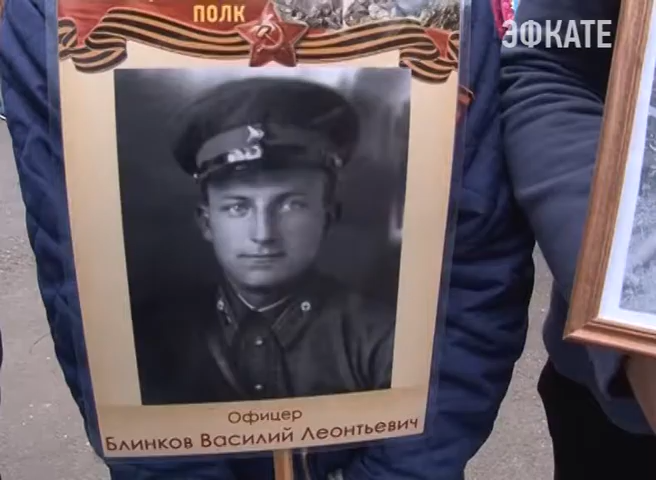 ПОЛК
ЭФКАТЕ
Офицер
Блинков Василий Леонтьевич